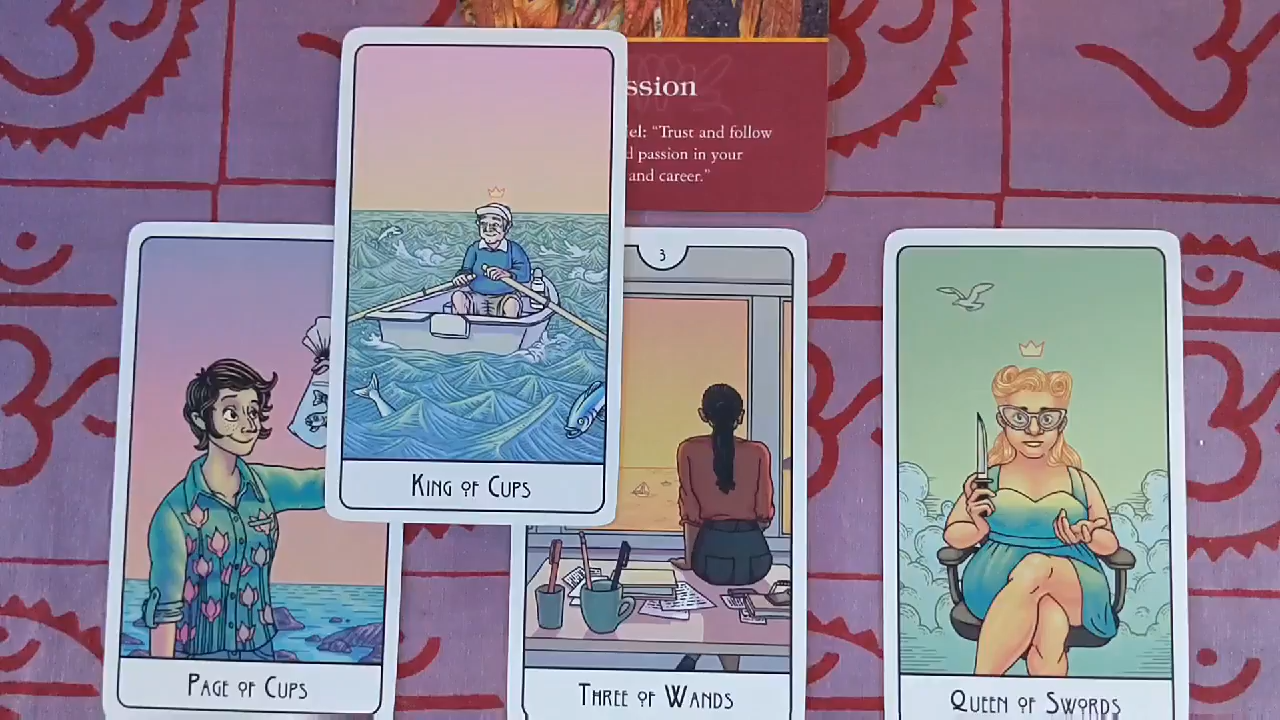 ssion
el: “Trust and follow
d passion in your
and career.”
3
King of Cups
Page of Cups
Three of Wands
Queen of Swords